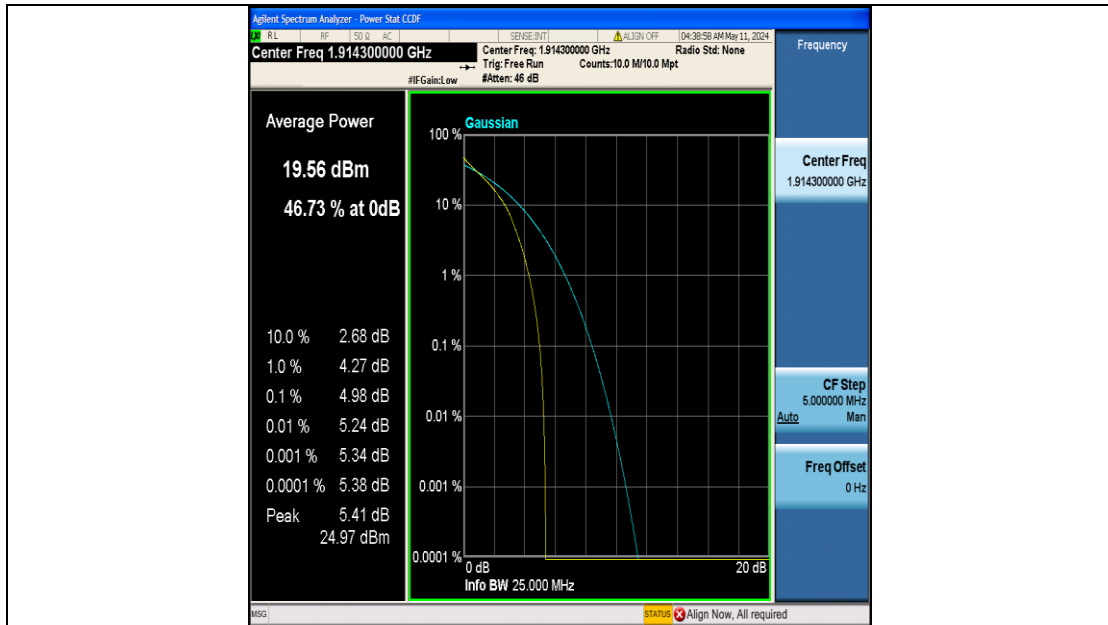 Agilent Spectrum Analyzer - Power Stat CCDF
RL RF 50 Ω AC SENSE:INT ALIGN OFF 04:38:58 AM May 11, 2024
Center Freq 1.914300000 GHz
Center Freq: 1.914300000 GHz Radio Std: None
Trig: Free Run Counts:10.0 M/10.0 Mpt
#IFGain:Low #Atten: 46 dB
Frequency
Average Power
19.56 dBm
46.73 % at 0dB
10.0 % 2.68 dB
1.0 % 4.27 dB
0.1 % 4.98 dB
0.01 % 5.24 dB
0.001 % 5.34 dB
0.0001 % 5.38 dB
Peak 5.41 dB
24.97 dBm
Gaussian
100 %
10 %
1 %
0.1 %
0.01 %
0.001 %
0.0001 %
0 dB 20 dB
Info BW 25.000 MHz
Center Freq
1.914300000 GHz
CF Step
5.000000 MHz
Auto Man
Freq Offset
0 Hz
MSG STATUS Align Now, All required